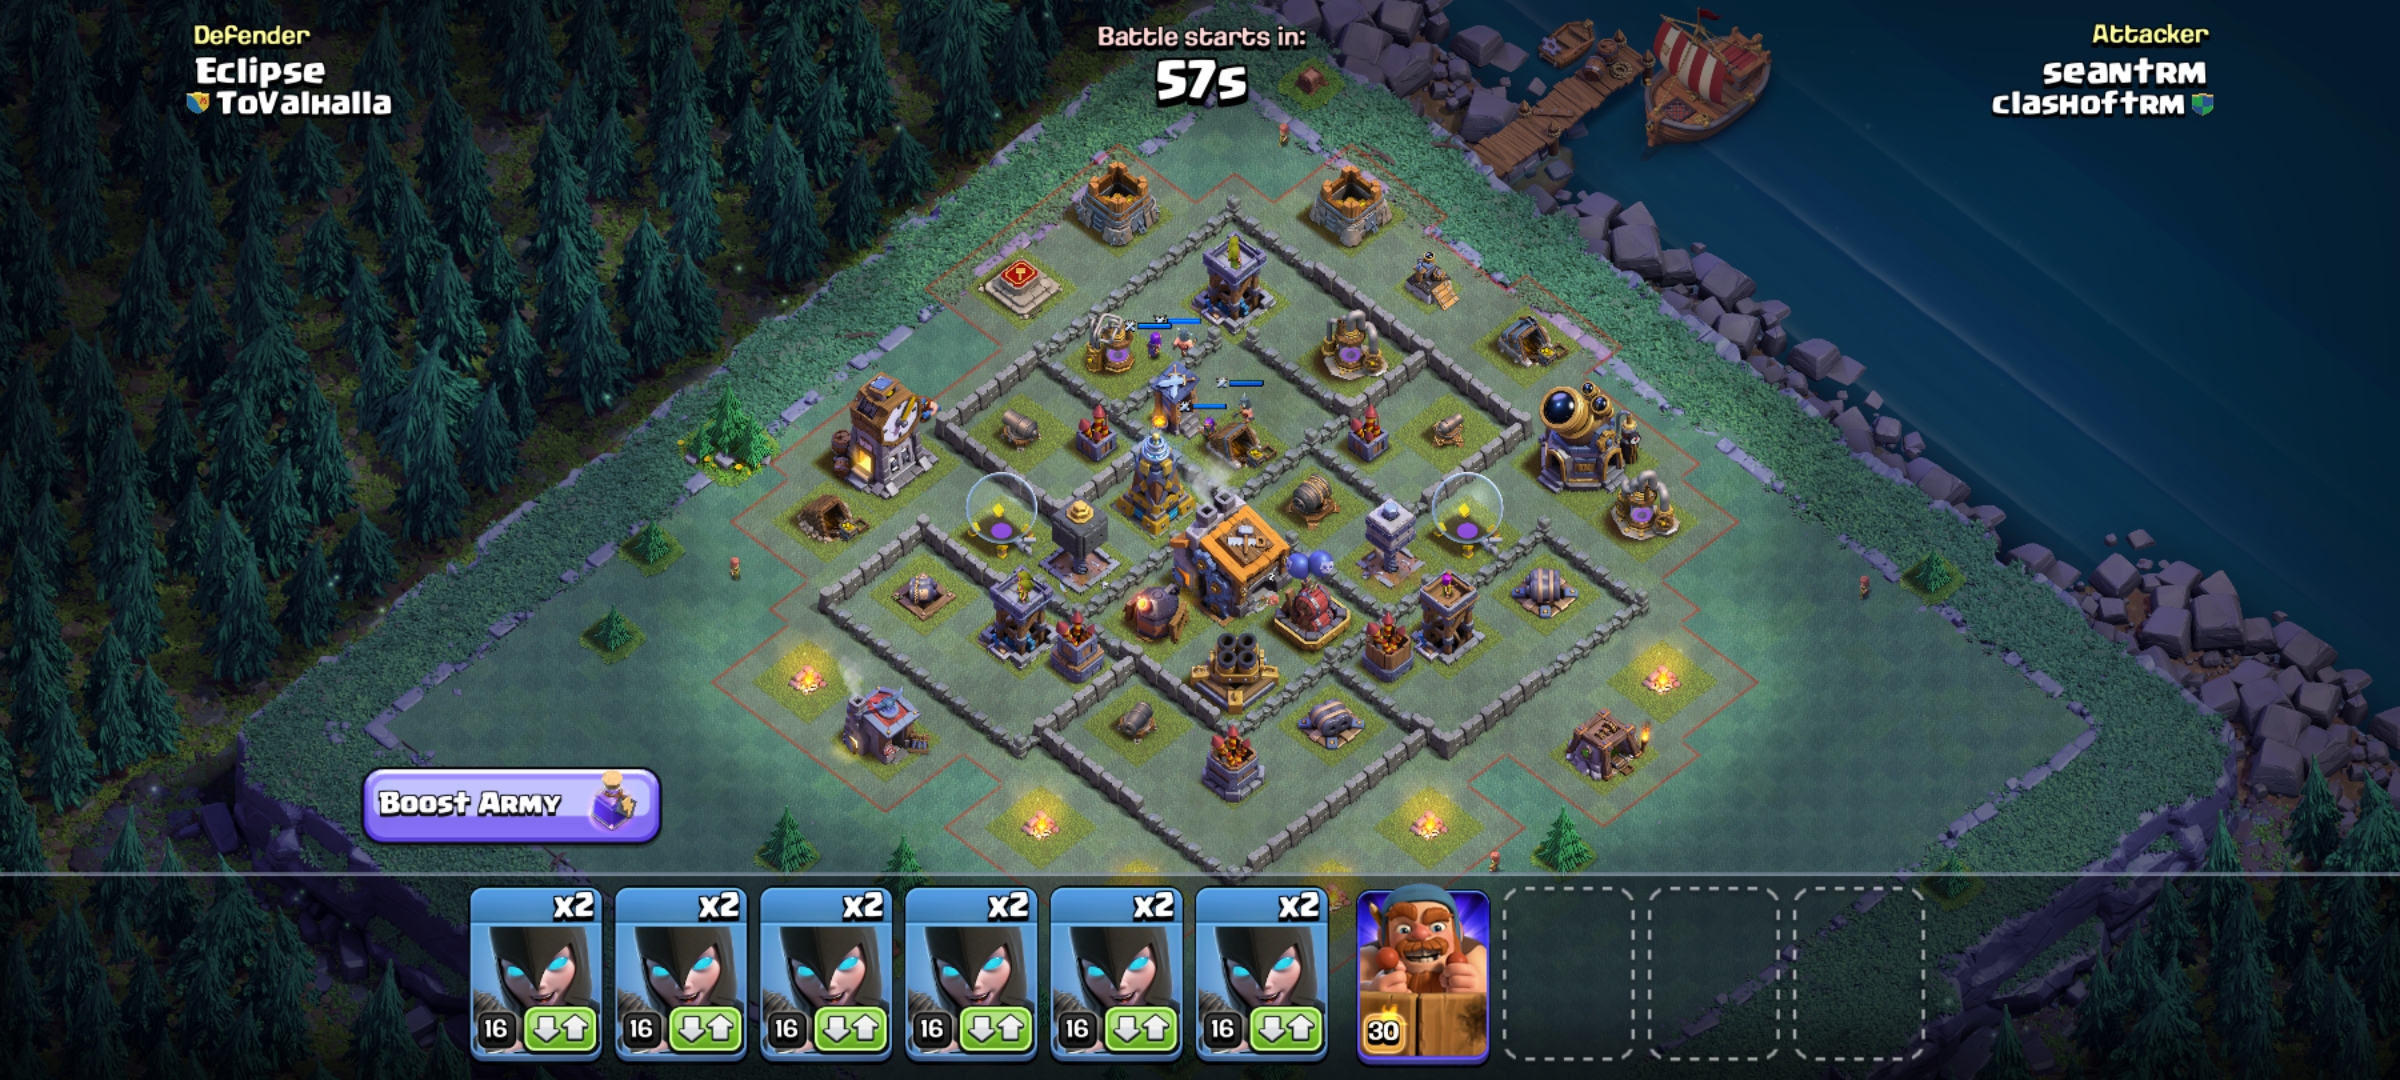 Defender
Eclipse
ToValHalla
Battle starts in:
57s
Attacker
seantRM
clashoftRM
Boost Army
x2
x2
x2
x2
x2
x2
16
16
16
16
16
16
30